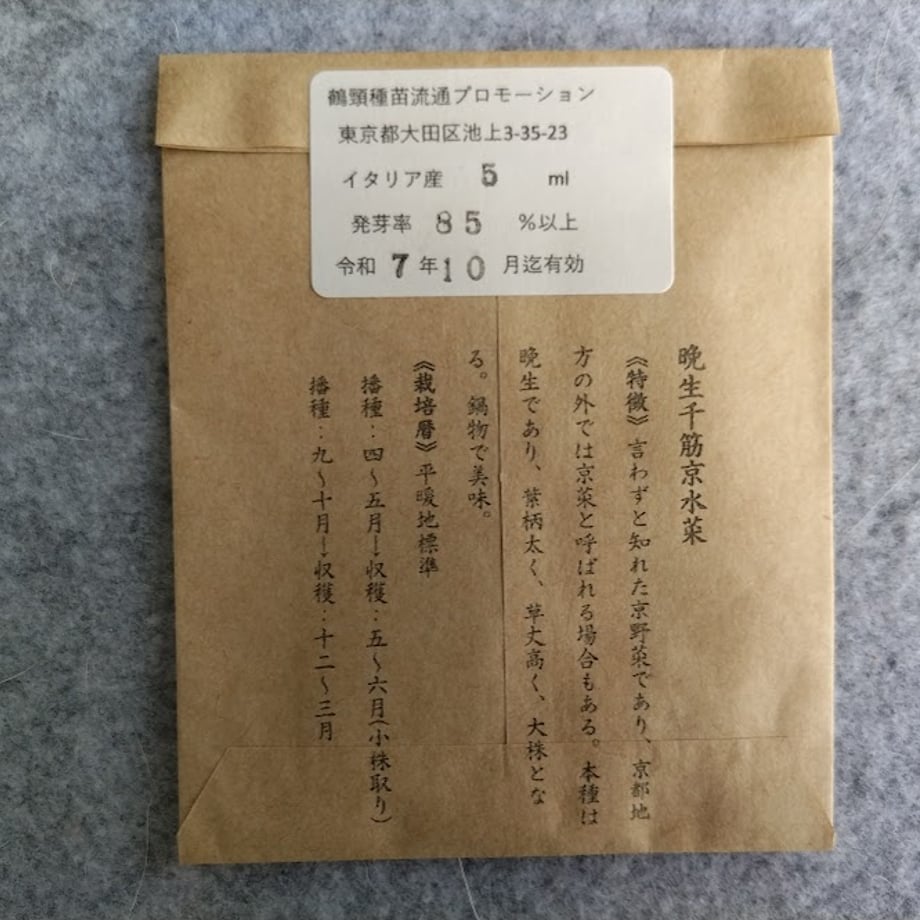 鶴頸種苗流通プロモーション
東京都大田区池上3-35-23
イタリア産 5 ml
発芽率 85 %以上
令和 7 年 10 月迄有効
晩生千筋京水菜
《特徴》言わずと知れた京野菜であり、京都地
方の外では京菜と呼ばれる場合もある。本種は
晩生であり、葉柄太く、草丈高く、大株とな
る。鍋物で美味。
《栽培暦》平暖地標準
播種：四～五月→収穫：五～六月(小株取り)
播種：九～十月→収穫：十二～三月